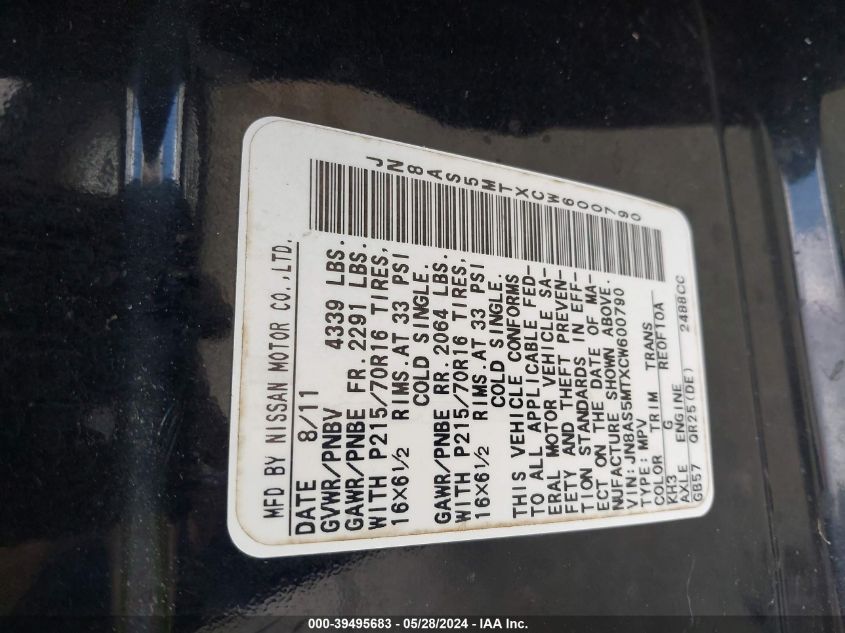 JN8AS5MTXCW600790
MFD BY NISSAN MOTOR CO.,LTD.
DATE 8/11
GVWR/PNBV 4339 LBS.
GAWR/PNBE FR.2291 LBS.
WITH P215/70R16 TIRES,
16X6½ RIMS.AT 33 PSI
COLD SINGLE.
GAWR/PNBE RR.2064 LBS.
WITH P215/70R16 TIRES,
16X6½ RIMS.AT 33 PSI
COLD SINGLE.
THIS VEHICLE CONFORMS
TO ALL APPLICABLE FED-
ERAL MOTOR VEHICLE SA-
FETY AND THEFT PREVEN-
TION STANDARDS IN EFF-
ECT ON THE DATE OF MA-
NUFACTURE SHOWN ABOVE.
VIN: JN8AS5MTXCW600790
TYPE: MPV
COLOR TRIM TRANS
KH3 G RE0F10A
AXLE ENGINE
GB57 QR25(DE) 2488CC
000-39495683 / 05/28/2024 - IAA Inc.